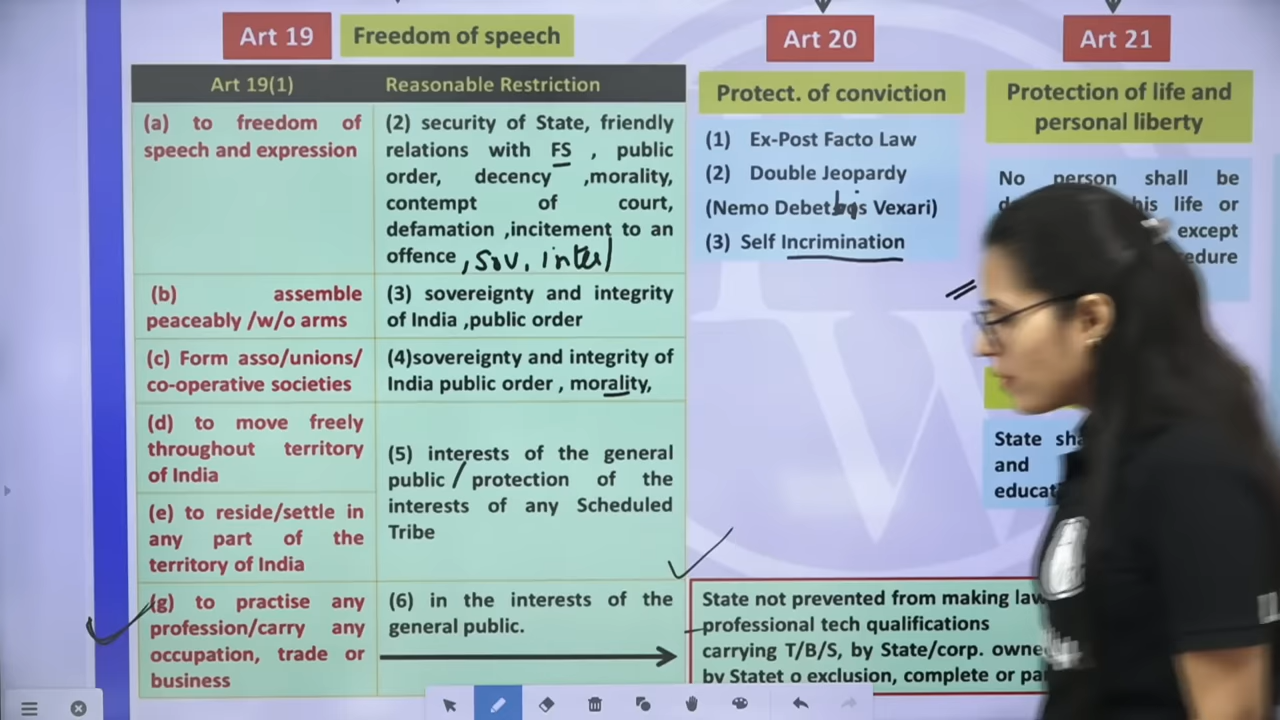 Art 19
Freedom of speech
Art 20
Art 21
Art 19(1)
Reasonable Restriction
(a) to freedom of
speech and expression
(2) security of State, friendly
relations with FS , public
order, decency ,morality,
contempt of court,
defamation ,incitement to an
offence , Sov. inte
(b) assemble
peaceably /w/o arms
(3) sovereignty and integrity
of India ,public order
(c) Form asso/unions/
co-operative societies
(4)sovereignty and integrity of
India public order , morality,
(d) to move freely
throughout territory
of India
(5) interests of the general
public / protection of the
interests of any Scheduled
Tribe
(e) to reside/settle in
any part of the
territory of India
(g) to practise any
profession/carry any
occupation, trade or
business
(6) in the interests of the
general public.
Protect. of conviction
(1) Ex-Post Facto Law
(2) Double Jeopardy
(Nemo Debet bis Vexari)
(3) Self Incrimination
Protection of life and
personal liberty
No person shall be
his life or
except
State
and
State not prevented from making law
professional tech qualifications
carrying T/B/S, by State/corp.
by Statet o exclusion, complete or